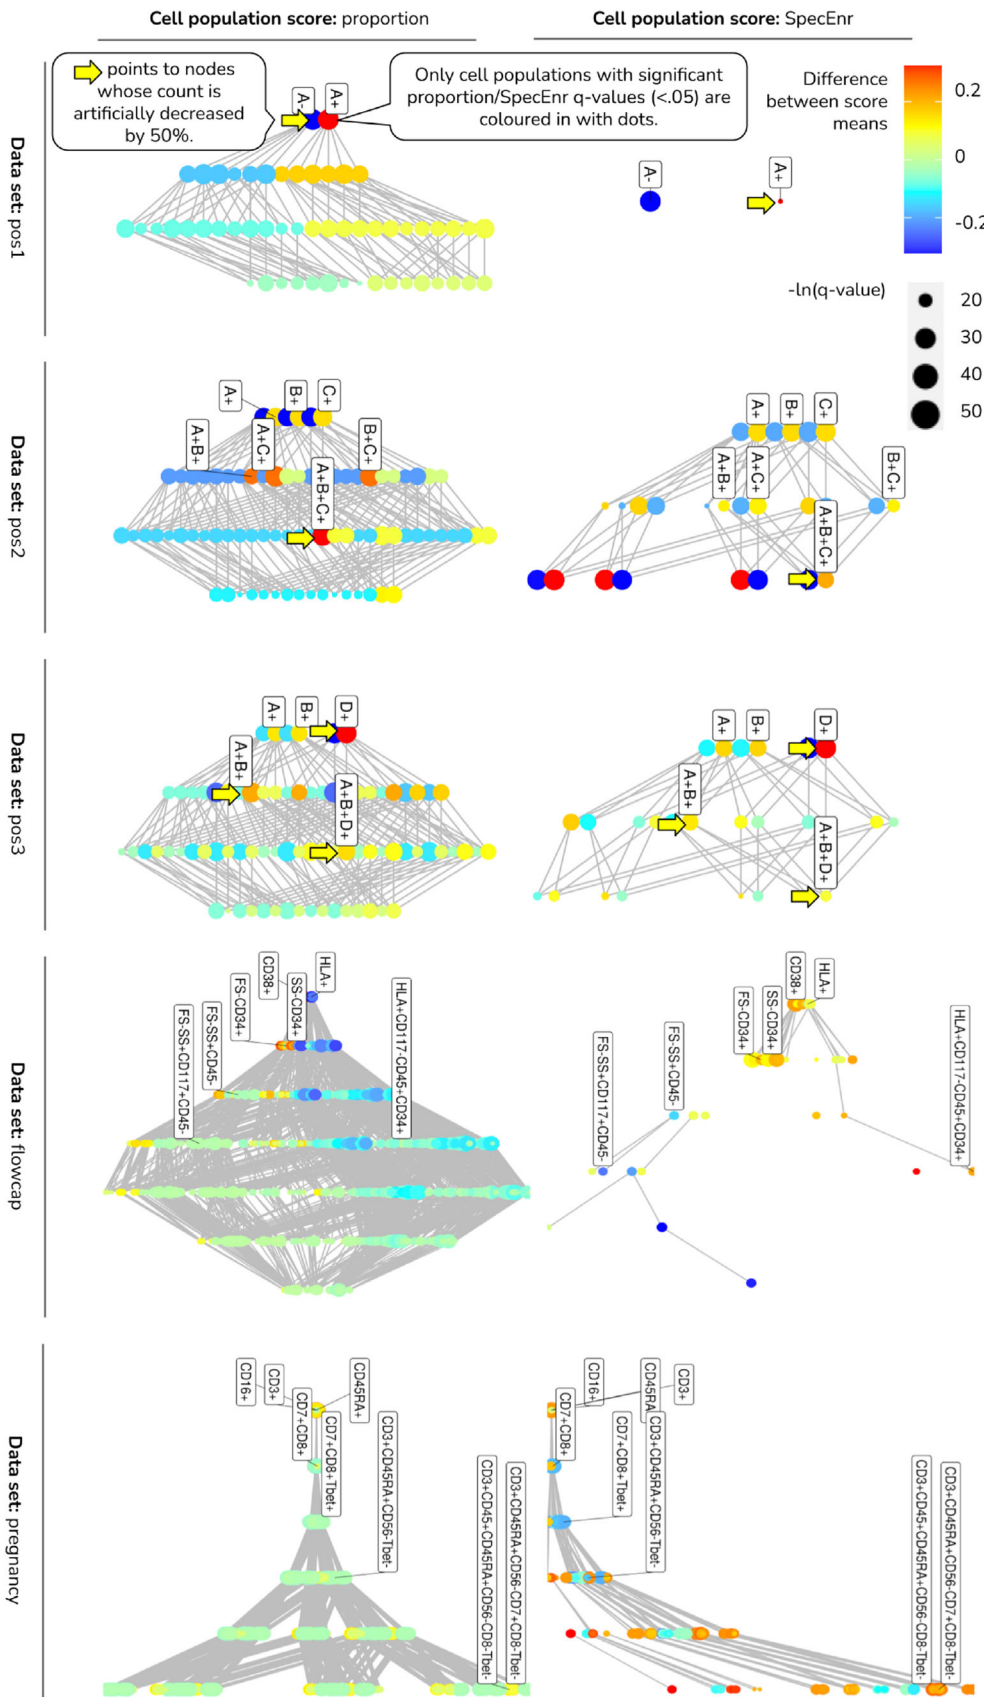 Cell population score: proportion
Cell population score: SpecEnr
points to nodes
whose count is
artificially decreased
by 50%.
Only cell populations with significant
proportion/SpecEnr q-values (<.05) are
coloured in with dots.
Difference
between score
means
0.2
0
-0.2
-ln(q-value)
20
30
40
50
Data set: pos1
A-
A+
A-
A+
Data set: pos2
A+
B+
C+
A+B+
A+C+
B+C+
A+B+C+
A+
B+
C+
A+B+
A+C+
B+C+
A+B+C+
Data set: pos3
A+
B+
D+
A+B+
A+B+D+
A+
B+
D+
A+B+
A+B+D+
Data set: flowcap
HLA+
CD38+
SS-CD34+
FS-CD34+
FS-SS+CD45-
FS-SS+CD117+CD45-
HLA+CD117-CD45+CD34+
HLA+
CD38+
SS-CD34+
FS-CD34+
FS-SS+CD45-
FS-SS+CD117+CD45-
HLA+CD117-CD45+CD34+
Data set: pregnancy
CD16+
CD3+
CD45RA+
CD7+CD8+
CD7+CD8+Tbet+
CD3+CD45RA+CD56-Tbet-
CD3+CD45+CD45RA+CD56-CD8-Tbet-
CD3+CD45RA+CD56-CD7+CD8-Tbet-
CD16+
CD3+
CD45RA+
CD7+CD8+
CD7+CD8+Tbet+
CD3+CD45RA+CD56-Tbet-
CD3+CD45+CD45RA+CD56-CD8-Tbet-
CD3+CD45RA+CD56-CD7+CD8-Tbet-